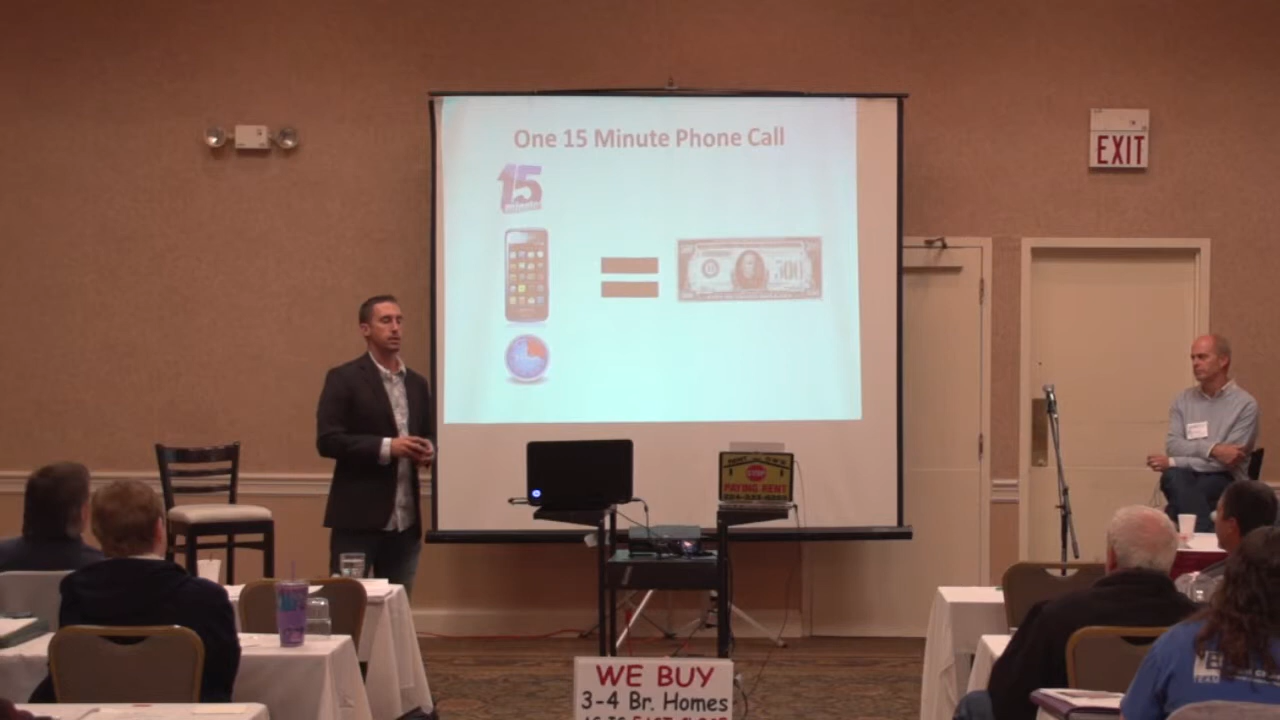 One 15 Minute Phone Call
15
500
EXIT
STOP
PAYING RENT
WE BUY
3-4 Br. Homes